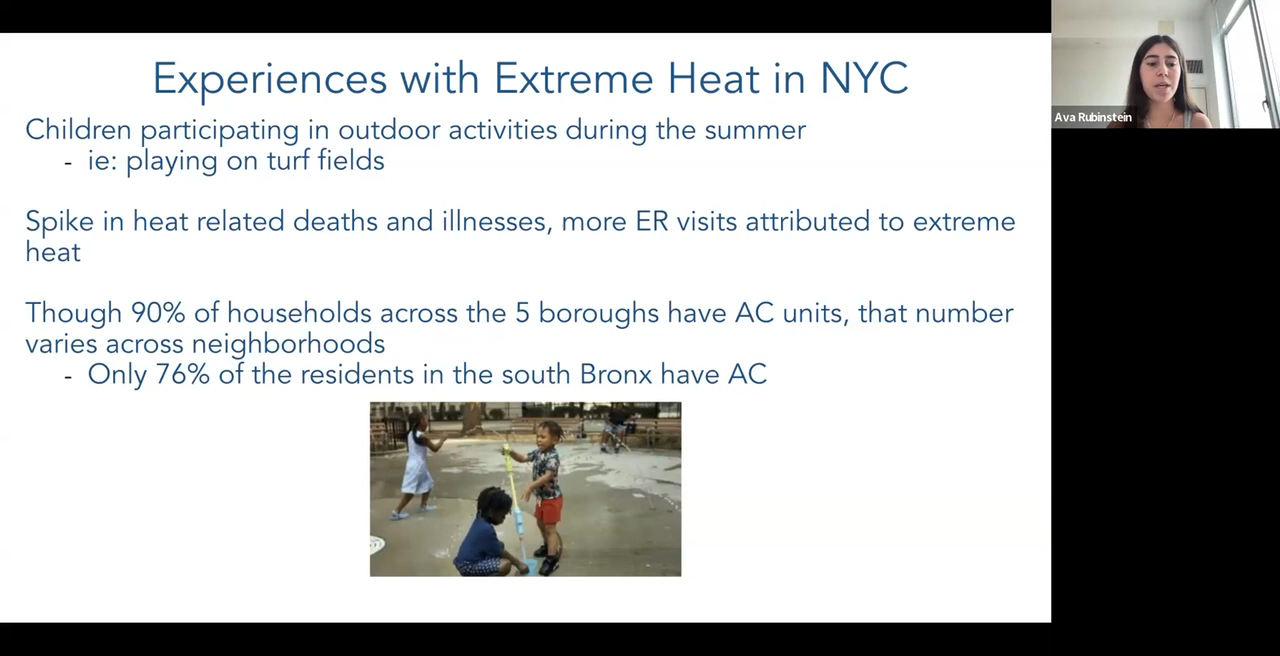 Experiences with Extreme Heat in NYC
Children participating in outdoor activities during the summer
- ie: playing on turf fields
Spike in heat related deaths and illnesses, more ER visits attributed to extreme
heat
Though 90% of households across the 5 boroughs have AC units, that number
varies across neighborhoods
- Only 76% of the residents in the south Bronx have AC
Ava Rubinstein